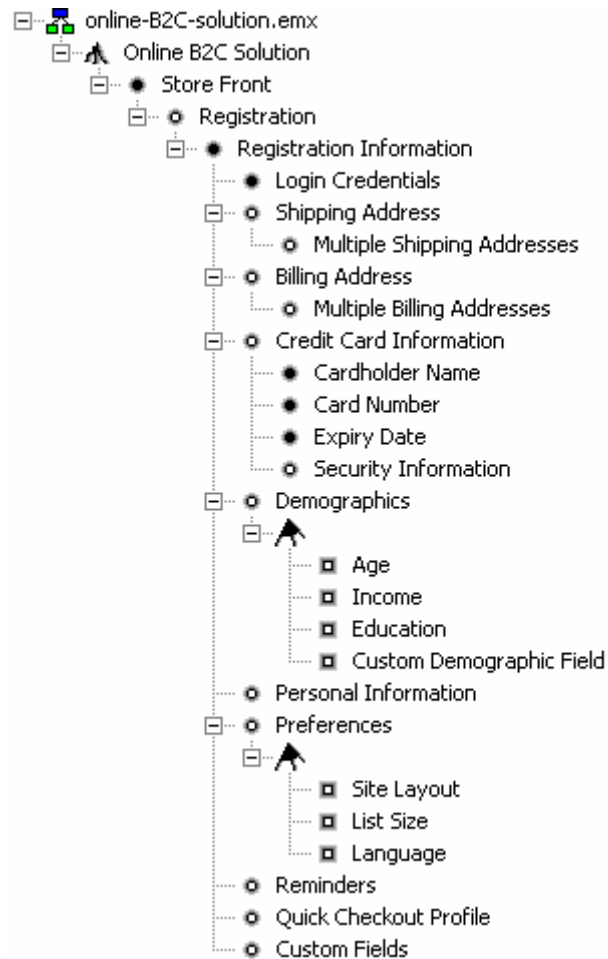 online-B2C-solution.emx
Online B2C Solution
Store Front
Registration
Registration Information
Login Credentials
Shipping Address
Multiple Shipping Addresses
Billing Address
Multiple Billing Addresses
Credit Card Information
Cardholder Name
Card Number
Expiry Date
Security Information
Demographics
Age
Income
Education
Custom Demographic Field
Personal Information
Preferences
Site Layout
List Size
Language
Reminders
Quick Checkout Profile
Custom Fields